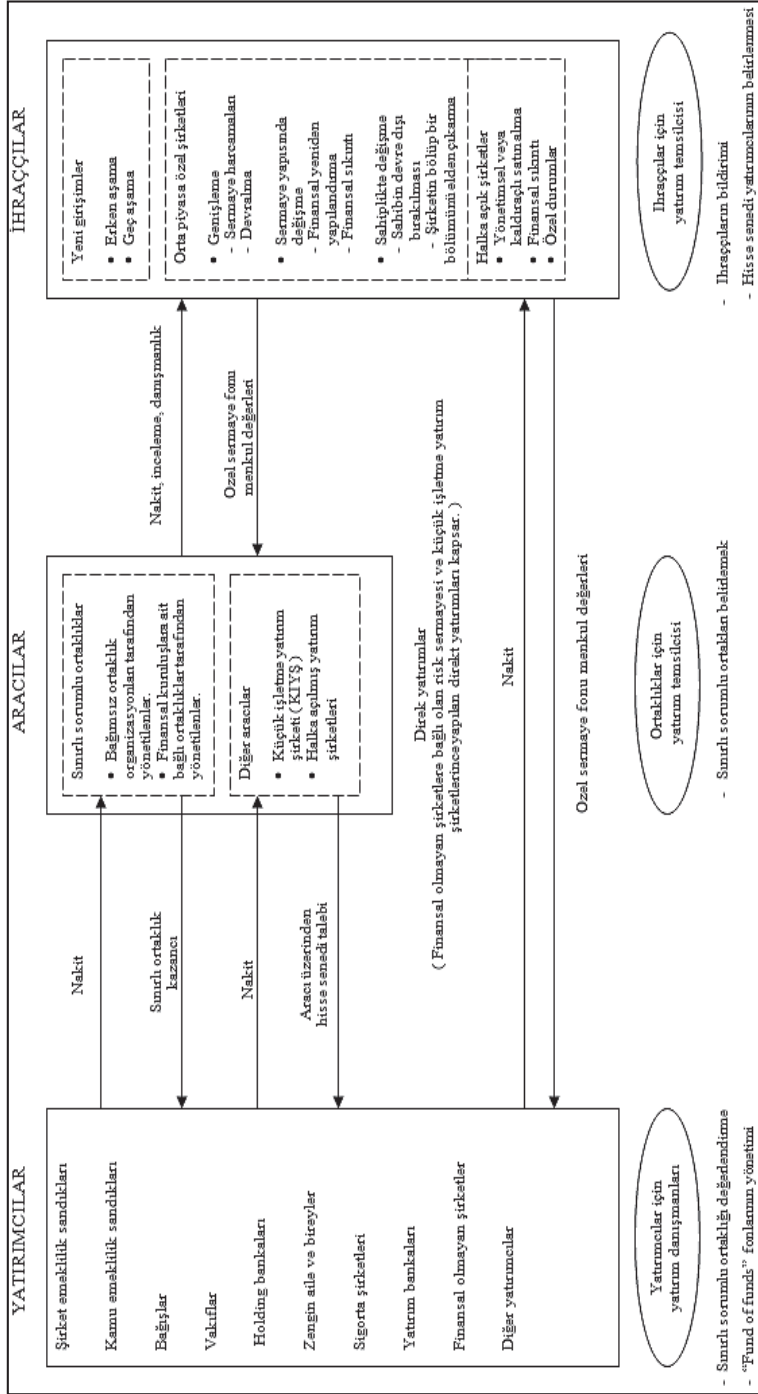 YATIRIMCILAR
Şirket emeklilik sandıkları
Kamu emeklilik sandıkları
Bağışlar
Vakıflar
Holding bankaları
Zengin aile ve bireyler
Sigorta şirketleri
Yatırım bankaları
Finansal olmayan şirketler
Diğer yatırımcılar
Yatırımcılar için
yatırım danışmanları
- Sınırlı sorumlu ortaklığı değerlendirme
- “Fund of funds” fonlarının yönetimi
Nakit
Sınırlı ortaklık
kazancı
Nakit
Aracı üzerinden
hisse senedi talebi
ARACILAR
Sınırlı sorumlu ortaklıklar
• Bağımsız ortaklık
organizasyonları tarafından
yönetilenler.
• Finansal kuruluşlara ait
bağlı ortaklıklar tarafından
yönetilenler.
Diğer aracılar
• Küçük işletme yatırım
şirketi ( KIYŞ )
• Halka açılmış yatırım
şirketleri
Direk yatırımlar
( Finansal olmayan şirketlere bağlı olan risk sermayesi ve küçük işletme yatırım
şirketlerince yapılan direkt yatırımları kapsar. )
Nakit
Ozel sermaye fonu menkul değerleri
Ortaklıklar için
yatırım temsilcisi
- Sınırlı sorumlu ortakları belirlemek
Nakit, inceleme, danışmanlık
Ozel sermaye fonu
menkul değerleri
İHRAÇÇILAR
Yeni girişimler
• Erken aşama
• Geç aşama
Orta piyasa özel şirketleri
• Genişleme
- Sermaye harcamaları
- Devralma
• Sermaye yapısında
değişme
- Finansal yeniden
yapılandırma
- Finansal sıkıntı
• Sahiplikte değişme
- Sahibin devre dışı
bırakılması
- Şirketin bölüp bir
bölümünü elden çıkarma
Halka açık şirketler
• Yönetimsel veya
kaldıraçlı satın alma
• Finansal sıkıntı
• Özel durumlar
Ihraççılar için
yatırım temsilcisi
- Ihraççıların bildirimi
- Hisse senedi yatırımcılarının belirlenmesi